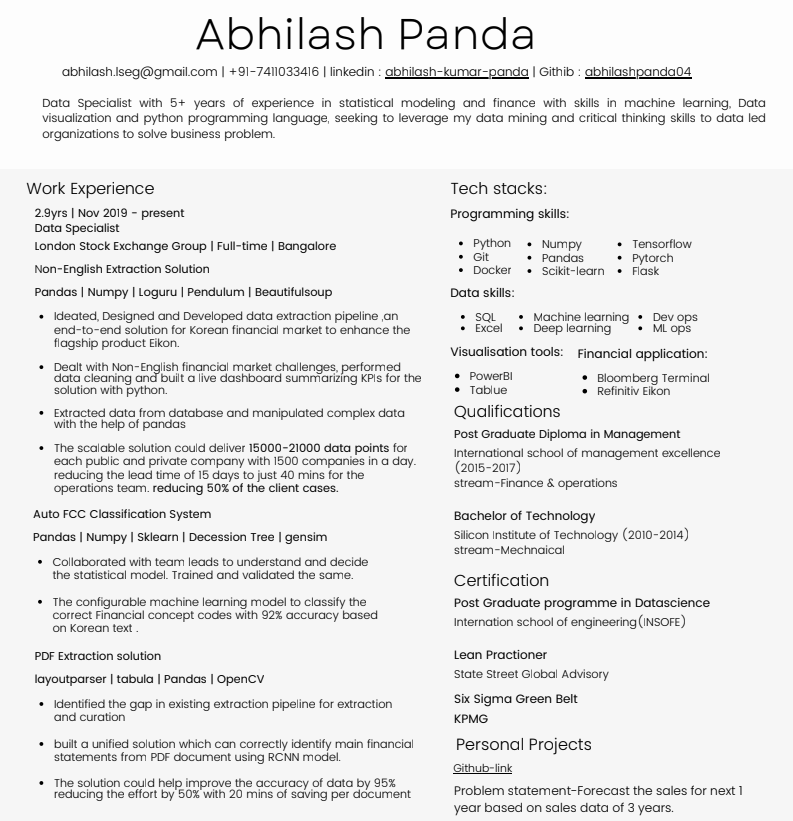 Abhilash Panda
abhilash.lseg@gmail.com | +91-7411033416 | linkedin : abhilash-kumar-panda | Githib : abhilashpanda04
Data Specialist with 5+ years of experience in statistical modeling and finance with skills in machine learning, Data
visualization and python programming language, seeking to leverage my data mining and critical thinking skills to data led
organizations to solve business problem.
Work Experience
2.9yrs | Nov 2019 - present
Data Specialist
London Stock Exchange Group | Full-time | Bangalore
Non-English Extraction Solution
Pandas | Numpy | Loguru | Pendulum | Beautifulsoup
• Ideated, Designed and Developed data extraction pipeline ,an
end-to-end solution for Korean financial market to enhance the
flagship product Eikon.
• Dealt with Non-English financial market challenges, performed
data cleaning and built a live dashboard summarizing KPIs for the
solution with python.
• Extracted data from database and manipulated complex data
with the help of pandas
• The scalable solution could deliver 15000-21000 data points for
each public and private company with 1500 companies in a day.
reducing the lead time of 15 days to just 40 mins for the
operations team. reducing 50% of the client cases.
Auto FCC Classification System
Pandas | Numpy | Sklearn | Decession Tree | gensim
• Collaborated with team leads to understand and decide
the statistical model. Trained and validated the same.
• The configurable machine learning model to classify the
correct Financial concept codes with 92% accuracy based
on Korean text .
PDF Extraction solution
layoutparser | tabula | Pandas | OpenCV
• Identified the gap in existing extraction pipeline for extraction
and curation
• built a unified solution which can correctly identify main financial
statements from PDF document using RCNN model.
• The solution could help improve the accuracy of data by 95%
reducing the effort by 50% with 20 mins of saving per document
Tech stacks:
Programming skills:
• Python • Numpy • Tensorflow
• Git • Pandas • Pytorch
• Docker • Scikit-learn • Flask
Data skills:
• SQL • Machine learning • Dev ops
• Excel • Deep learning • ML ops
Visualisation tools: Financial application:
• PowerBI • Bloomberg Terminal
• Tablue • Refinitiv Eikon
Qualifications
Post Graduate Diploma in Management
International school of management excellence
(2015-2017)
stream-Finance & operations
Bachelor of Technology
Silicon Institute of Technology (2010-2014)
stream-Mechnaical
Certification
Post Graduate programme in Datascience
Internation school of engineering(INSOFE)
Lean Practioner
State Street Global Advisory
Six Sigma Green Belt
KPMG
Personal Projects
Github-link
Problem statement-Forecast the sales for next 1
year based on sales data of 3 years.